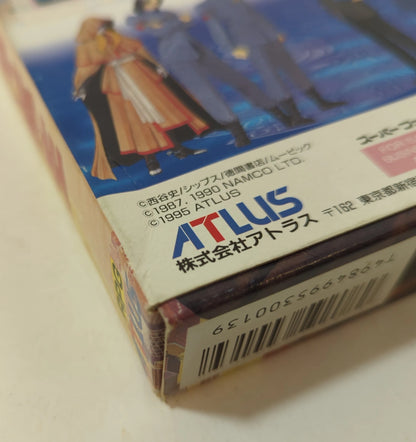 ©西谷史/シップス/徳間書店/ムービック
©1987, 1990 NAMCO LTD.
©1995 ATLUS
ATLUS
株式会社アトラス 〒162 東京都新宿
スーパーファ
FOR
T4984995300139